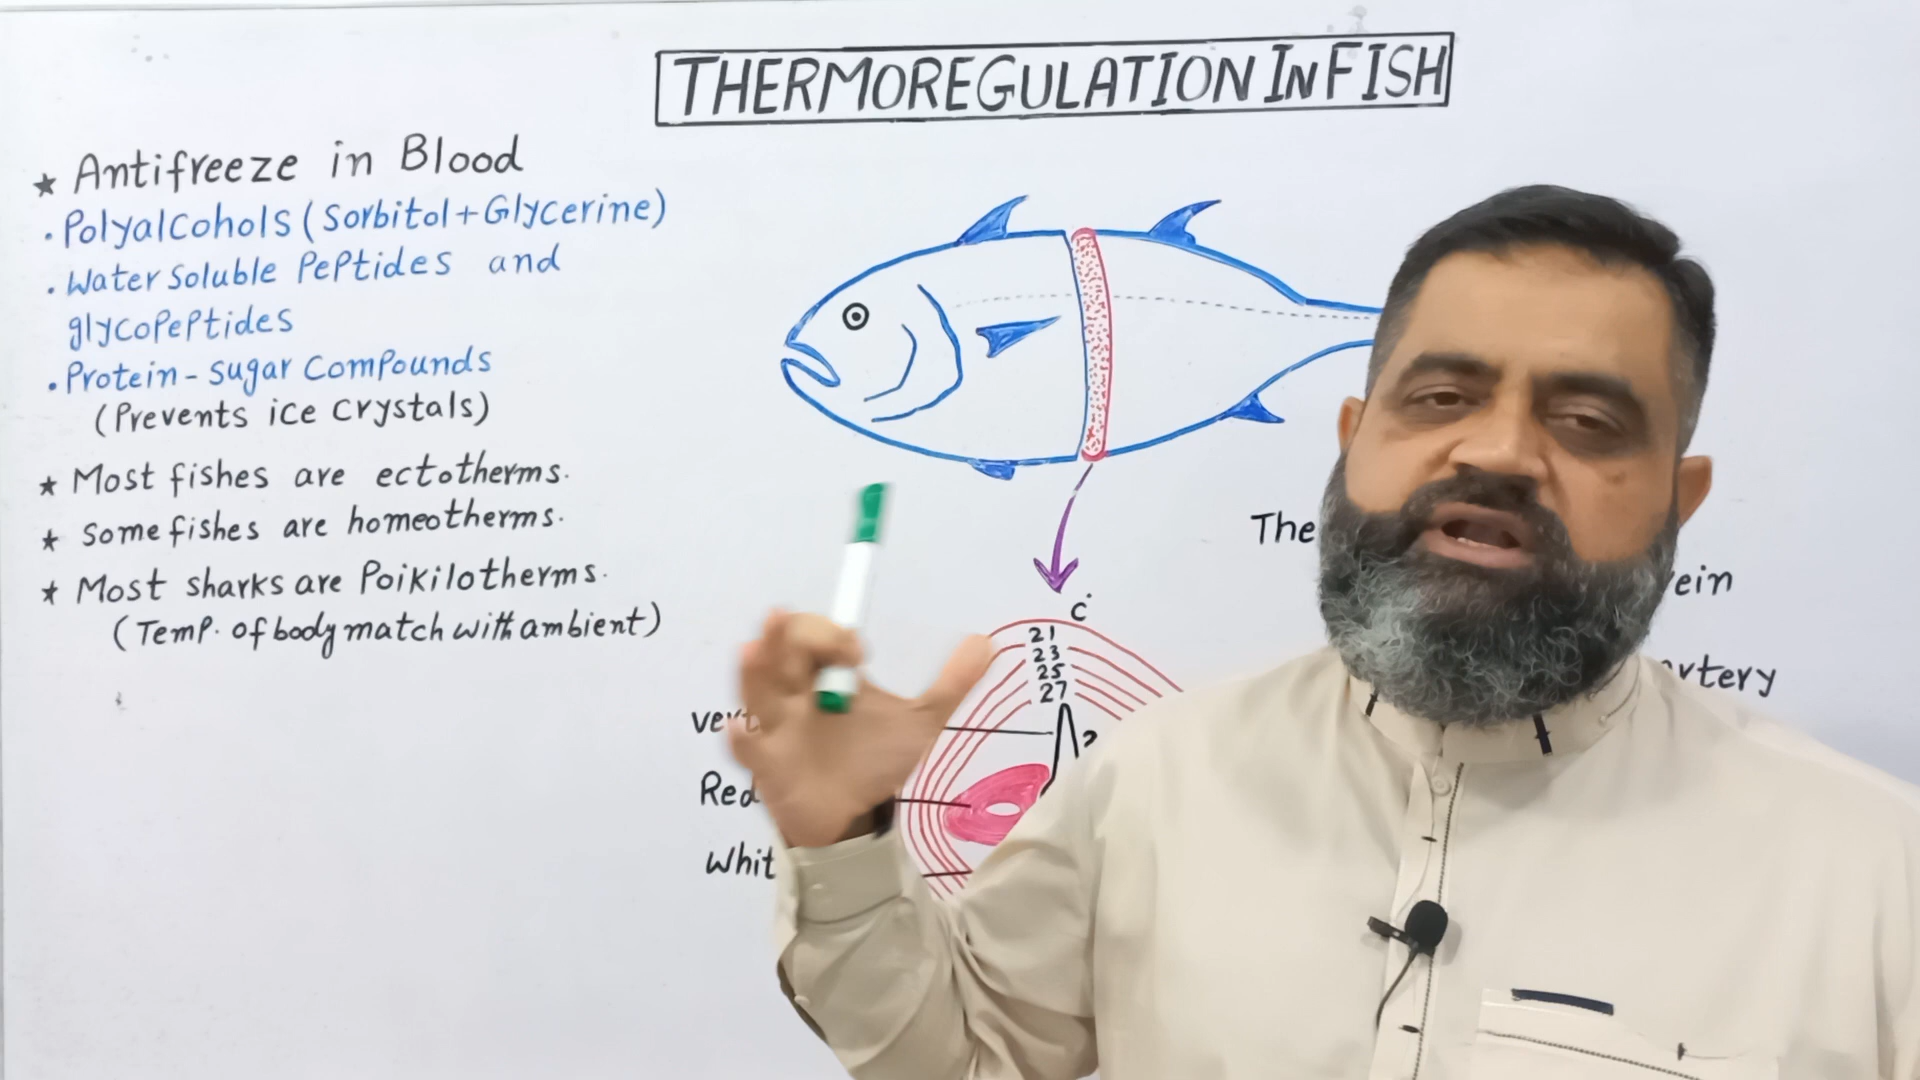 THERMOREGULATION IN FISH
★ Antifreeze in Blood
• Polyalcohols (Sorbitol + Glycerine)
• Water soluble Peptides and
glycopeptides
• Protein - sugar compounds
(Prevents ice crystals)
★ Most fishes are ectotherms.
★ Some fishes are homeotherms.
★ Most sharks are Poikilotherms.
(Temp. of body match with ambient)
The
C°
21
23
25
27